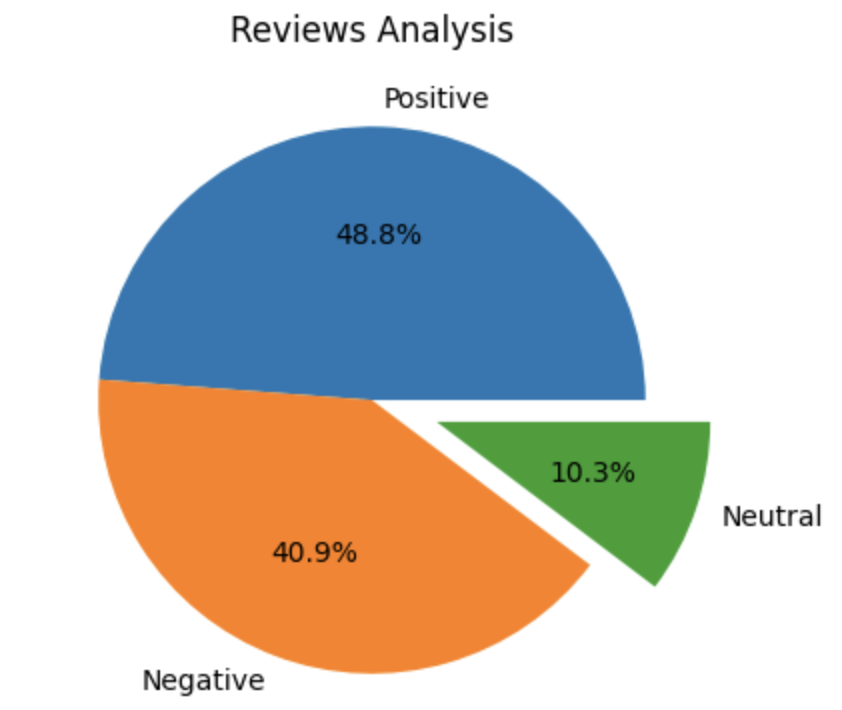 Reviews Analysis
Positive
48.8%
10.3%
Neutral
40.9%
Negative